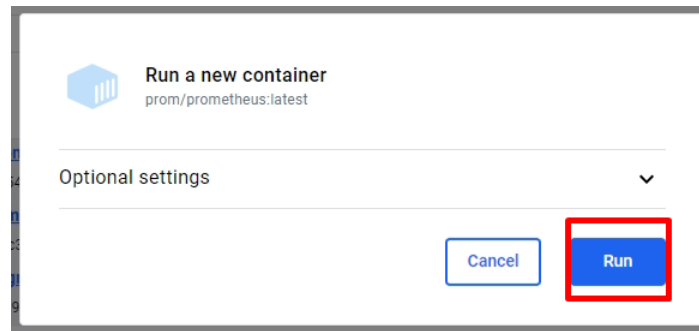 Run a new container
prom/prometheus:latest
Optional settings
Cancel
Run